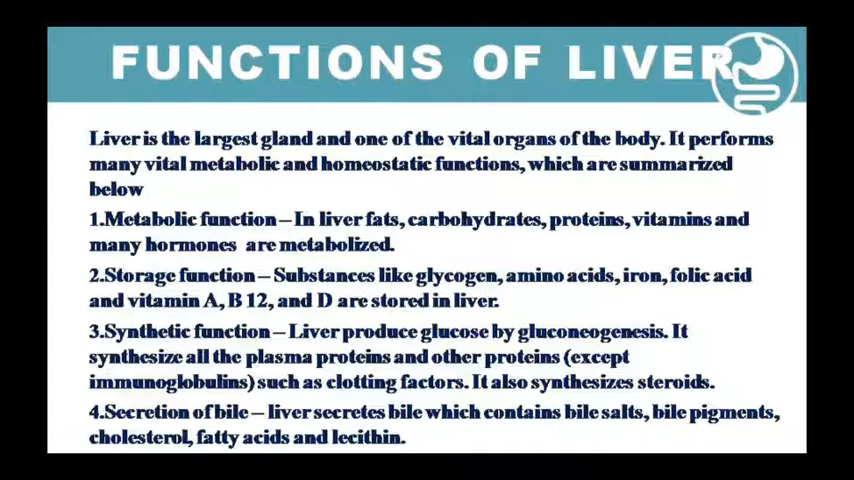 FUNCTIONS OF LIVER
Liver is the largest gland and one of the vital organs of the body. It performs
many vital metabolic and homeostatic functions, which are summarized
below
1.Metabolic function – In liver fats, carbohydrates, proteins, vitamins and
many hormones are metabolized.
2.Storage function – Substances like glycogen, amino acids, iron, folic acid
and vitamin A, B 12, and D are stored in liver.
3.Synthetic function – Liver produce glucose by gluconeogenesis. It
synthesize all the plasma proteins and other proteins (except
immunoglobulins) such as clotting factors. It also synthesizes steroids.
4.Secretion of bile – liver secretes bile which contains bile salts, bile pigments,
cholesterol, fatty acids and lecithin.